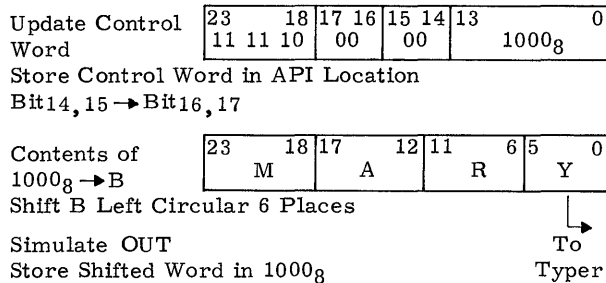 Update Control Word
23 18 17 16 15 14 13 0
11 11 10 00 00 1000₈
Store Control Word in API Location
Bit14, 15 → Bit16, 17
Contents of 1000₈ → B
23 18 17 12 11 6 5 0
M A R Y
Shift B Left Circular 6 Places
Simulate OUT
Store Shifted Word in 1000₈
To Typer